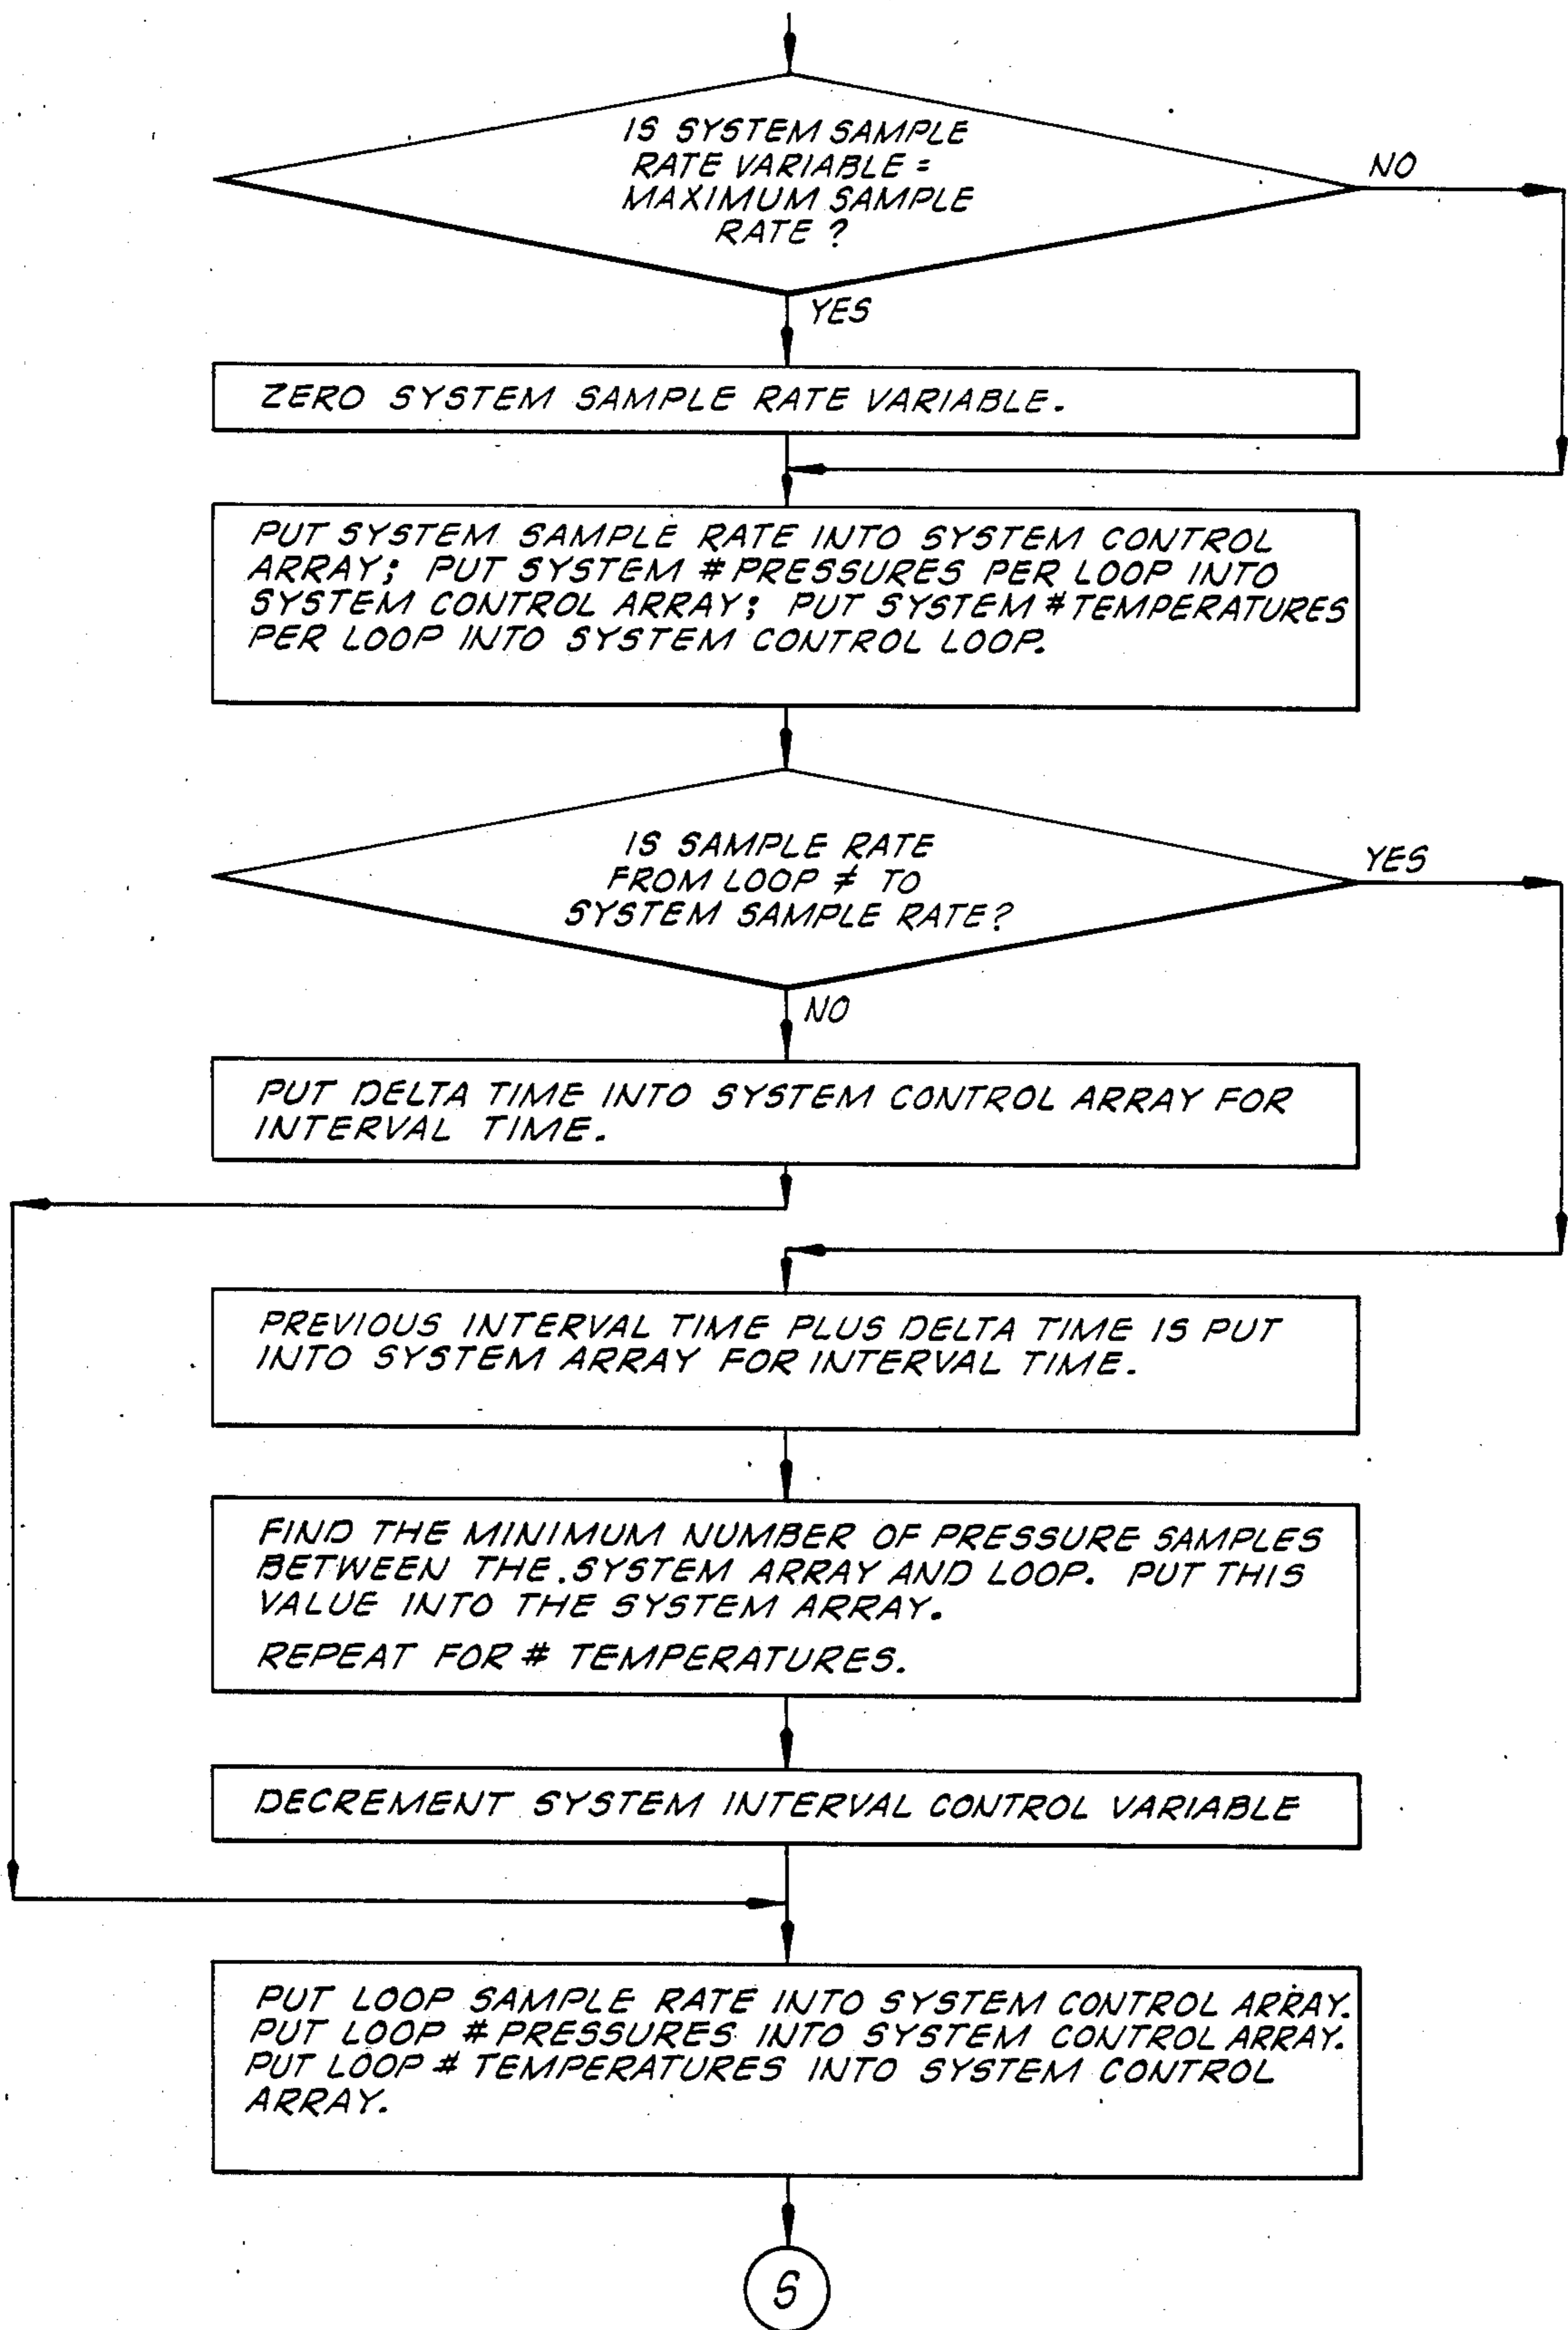 IS SYSTEM SAMPLE
RATE VARIABLE =
MAXIMUM SAMPLE
RATE ?
NO
YES
ZERO SYSTEM SAMPLE RATE VARIABLE.
PUT SYSTEM SAMPLE RATE INTO SYSTEM CONTROL
ARRAY; PUT SYSTEM # PRESSURES PER LOOP INTO
SYSTEM CONTROL ARRAY; PUT SYSTEM # TEMPERATURES
PER LOOP INTO SYSTEM CONTROL LOOP.
IS SAMPLE RATE
FROM LOOP ≠ TO
SYSTEM SAMPLE RATE?
YES
NO
PUT DELTA TIME INTO SYSTEM CONTROL ARRAY FOR
INTERVAL TIME.
PREVIOUS INTERVAL TIME PLUS DELTA TIME IS PUT
INTO SYSTEM ARRAY FOR INTERVAL TIME.
FIND THE MINIMUM NUMBER OF PRESSURE SAMPLES
BETWEEN THE SYSTEM ARRAY AND LOOP. PUT THIS
VALUE INTO THE SYSTEM ARRAY.
REPEAT FOR # TEMPERATURES.
DECREMENT SYSTEM INTERVAL CONTROL VARIABLE
PUT LOOP SAMPLE RATE INTO SYSTEM CONTROL ARRAY.
PUT LOOP # PRESSURES INTO SYSTEM CONTROL ARRAY.
PUT LOOP # TEMPERATURES INTO SYSTEM CONTROL
ARRAY.
S